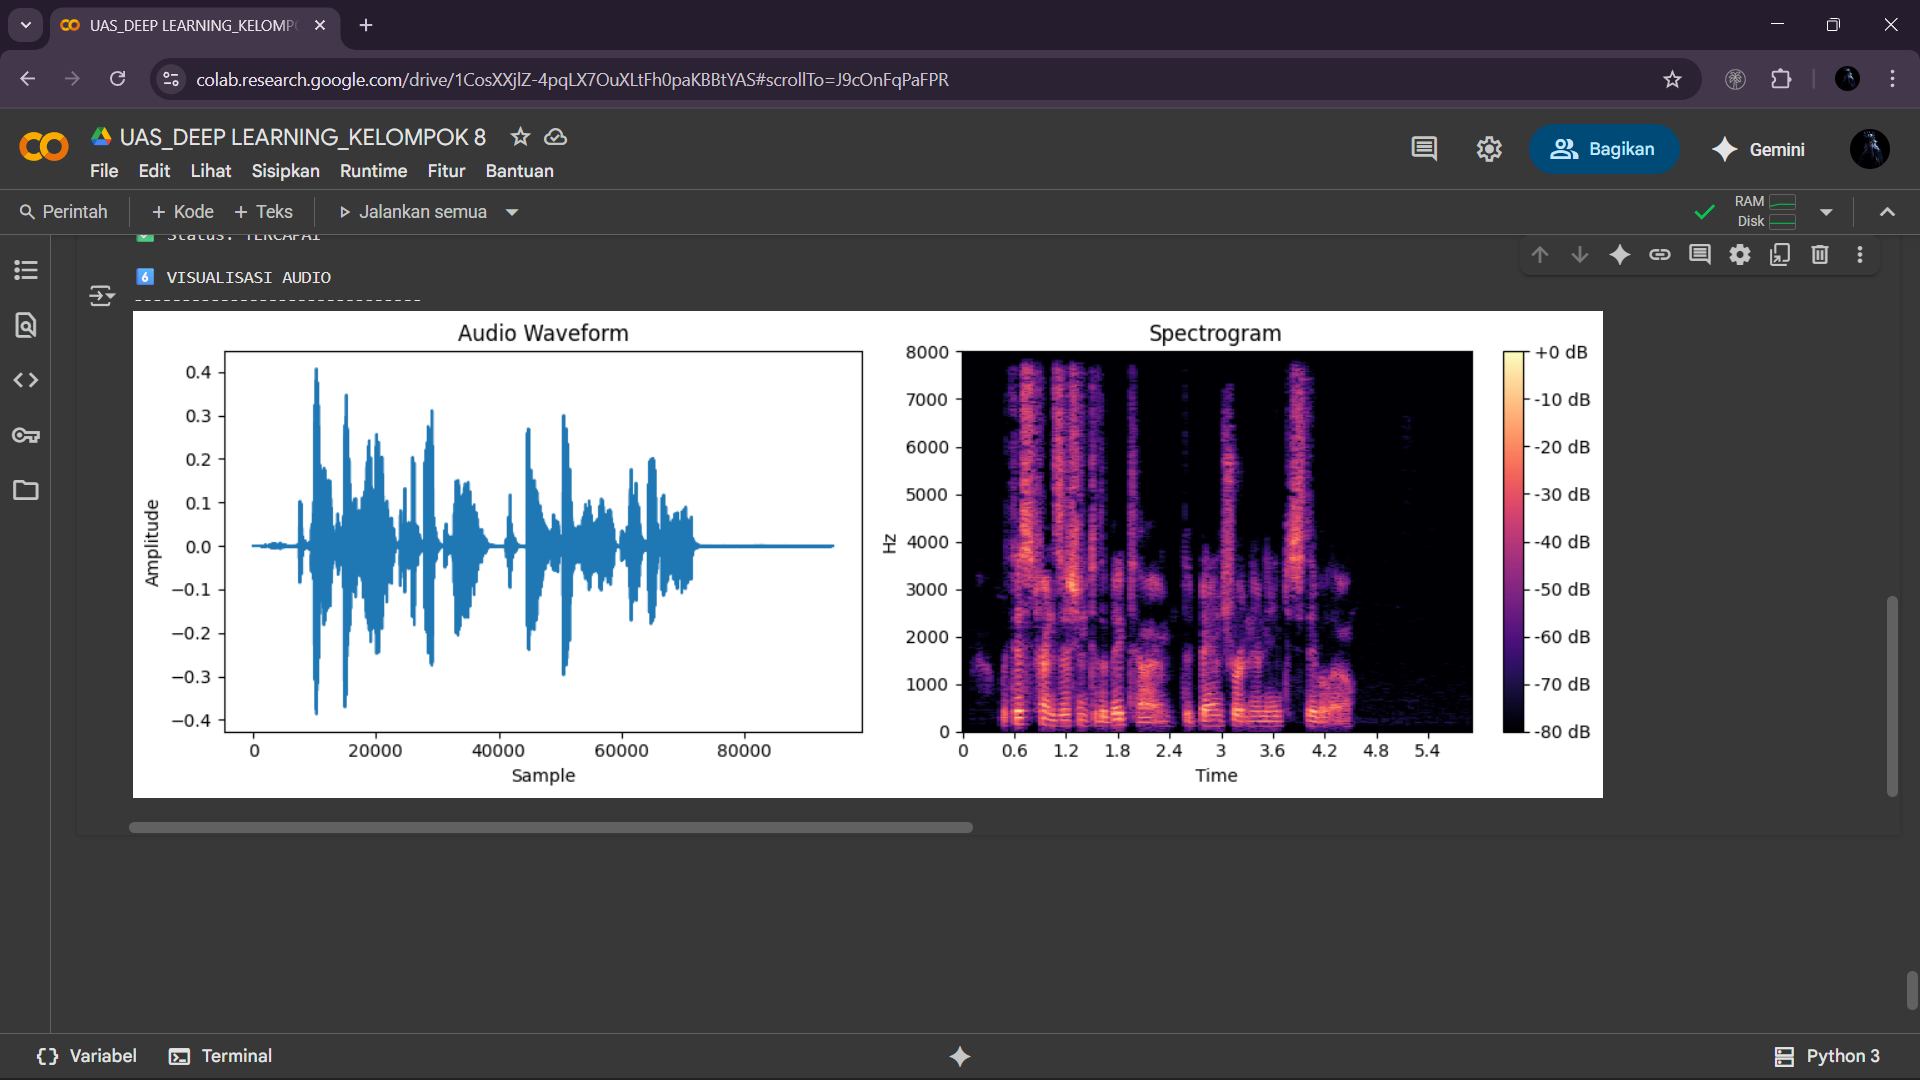 UAS_DEEP LEARNING_KELOMP
colab.research.google.com/drive/1CosXXjlZ-4pqLX7OuXLtFh0paKBBtYAS#scrollTo=J9cOnFqPaFPR
UAS_DEEP LEARNING_KELOMPOK 8
File Edit Lihat Sisipkan Runtime Fitur Bantuan
Bagikan
Gemini
Perintah + Kode + Teks Jalankan semua
RAM
Disk
Status: TERCAPAI
6 VISUALISASI AUDIO
------------------------------
Audio Waveform
0.4
0.3
0.2
0.1
0.0
−0.1
−0.2
−0.3
−0.4
Amplitude
0 20000 40000 60000 80000
Sample
Spectrogram
8000
7000
6000
5000
4000
3000
2000
1000
0
Hz
0 0.6 1.2 1.8 2.4 3 3.6 4.2 4.8 5.4
Time
+0 dB
-10 dB
-20 dB
-30 dB
-40 dB
-50 dB
-60 dB
-70 dB
-80 dB
Variabel Terminal
Python 3